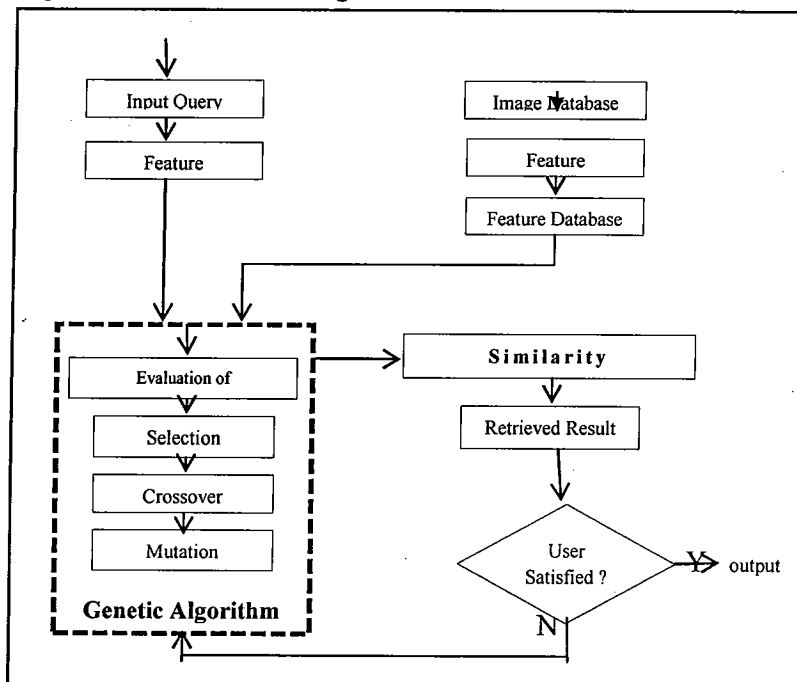 Input Query
Feature
Image Database
Feature
Feature Database
Evaluation of
Selection
Crossover
Mutation
Genetic Algorithm
Similarity
Retrieved Result
User
Satisfied ?
Y
output
N